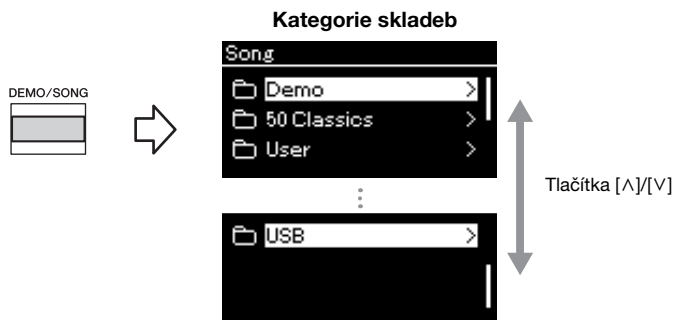 Kategorie skladeb
Song
DEMO/SONG
Demo >
50 Classics >
User >
Tlačítka [∧]/[∨]
USB >